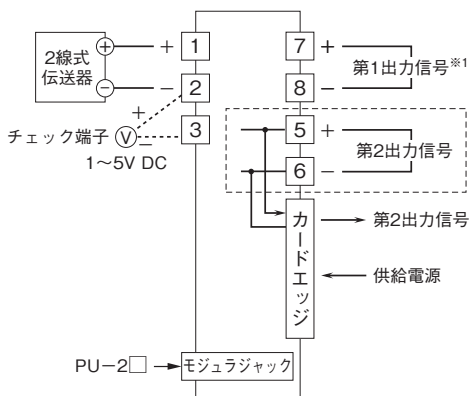 2線式
伝送器
+
−
+
−
1
2
3
+
−
チェック端子
V
1～5V DC
7
8
+
−
第1出力信号※1
5
6
+
−
第2出力信号
カードエッジ
第2出力信号
供給電源
PU−2□
モジュラジャック